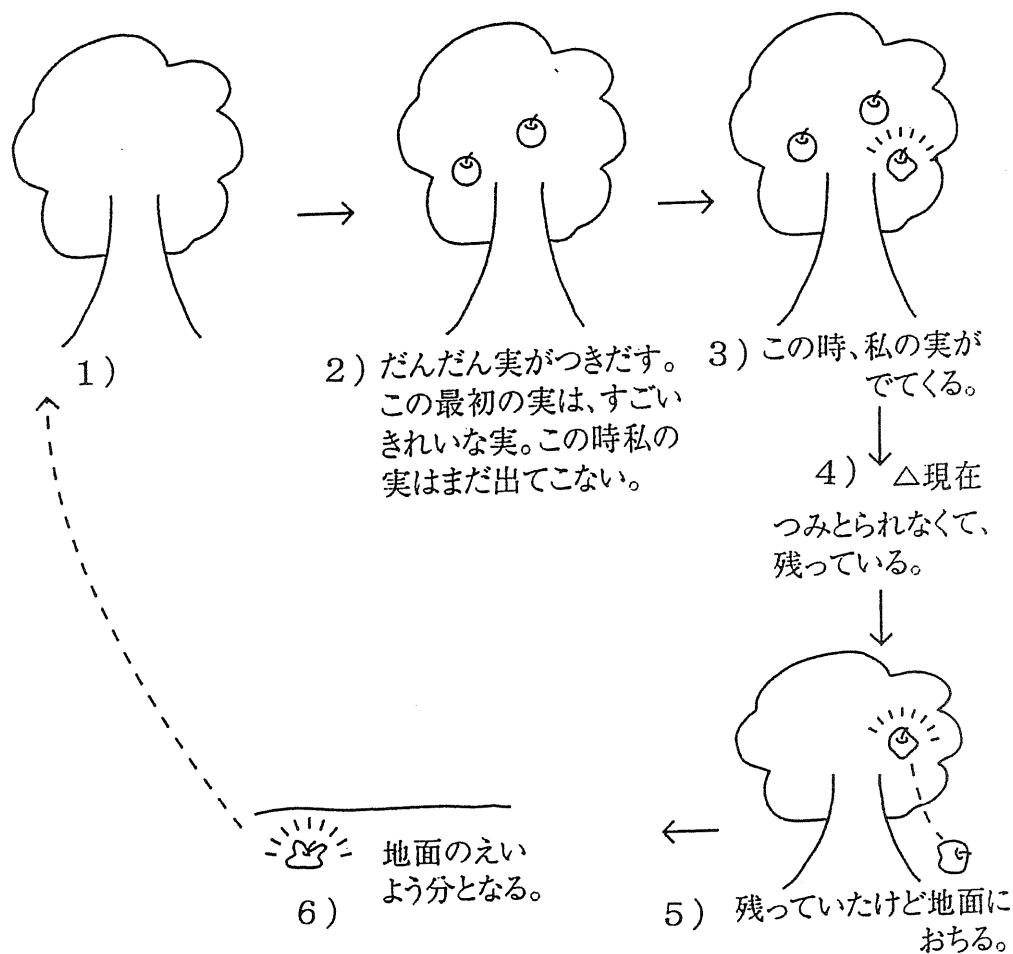 1）
2）だんだん実がつきだす。
この最初の実は、すごい
きれいな実。この時私の
実はまだ出てこない。
3）この時、私の実が
でてくる。
4） △現在
つみとられなくて、
残っている。
5） 残っていたけど地面に
おちる。
6）
地面のえい
よう分となる。